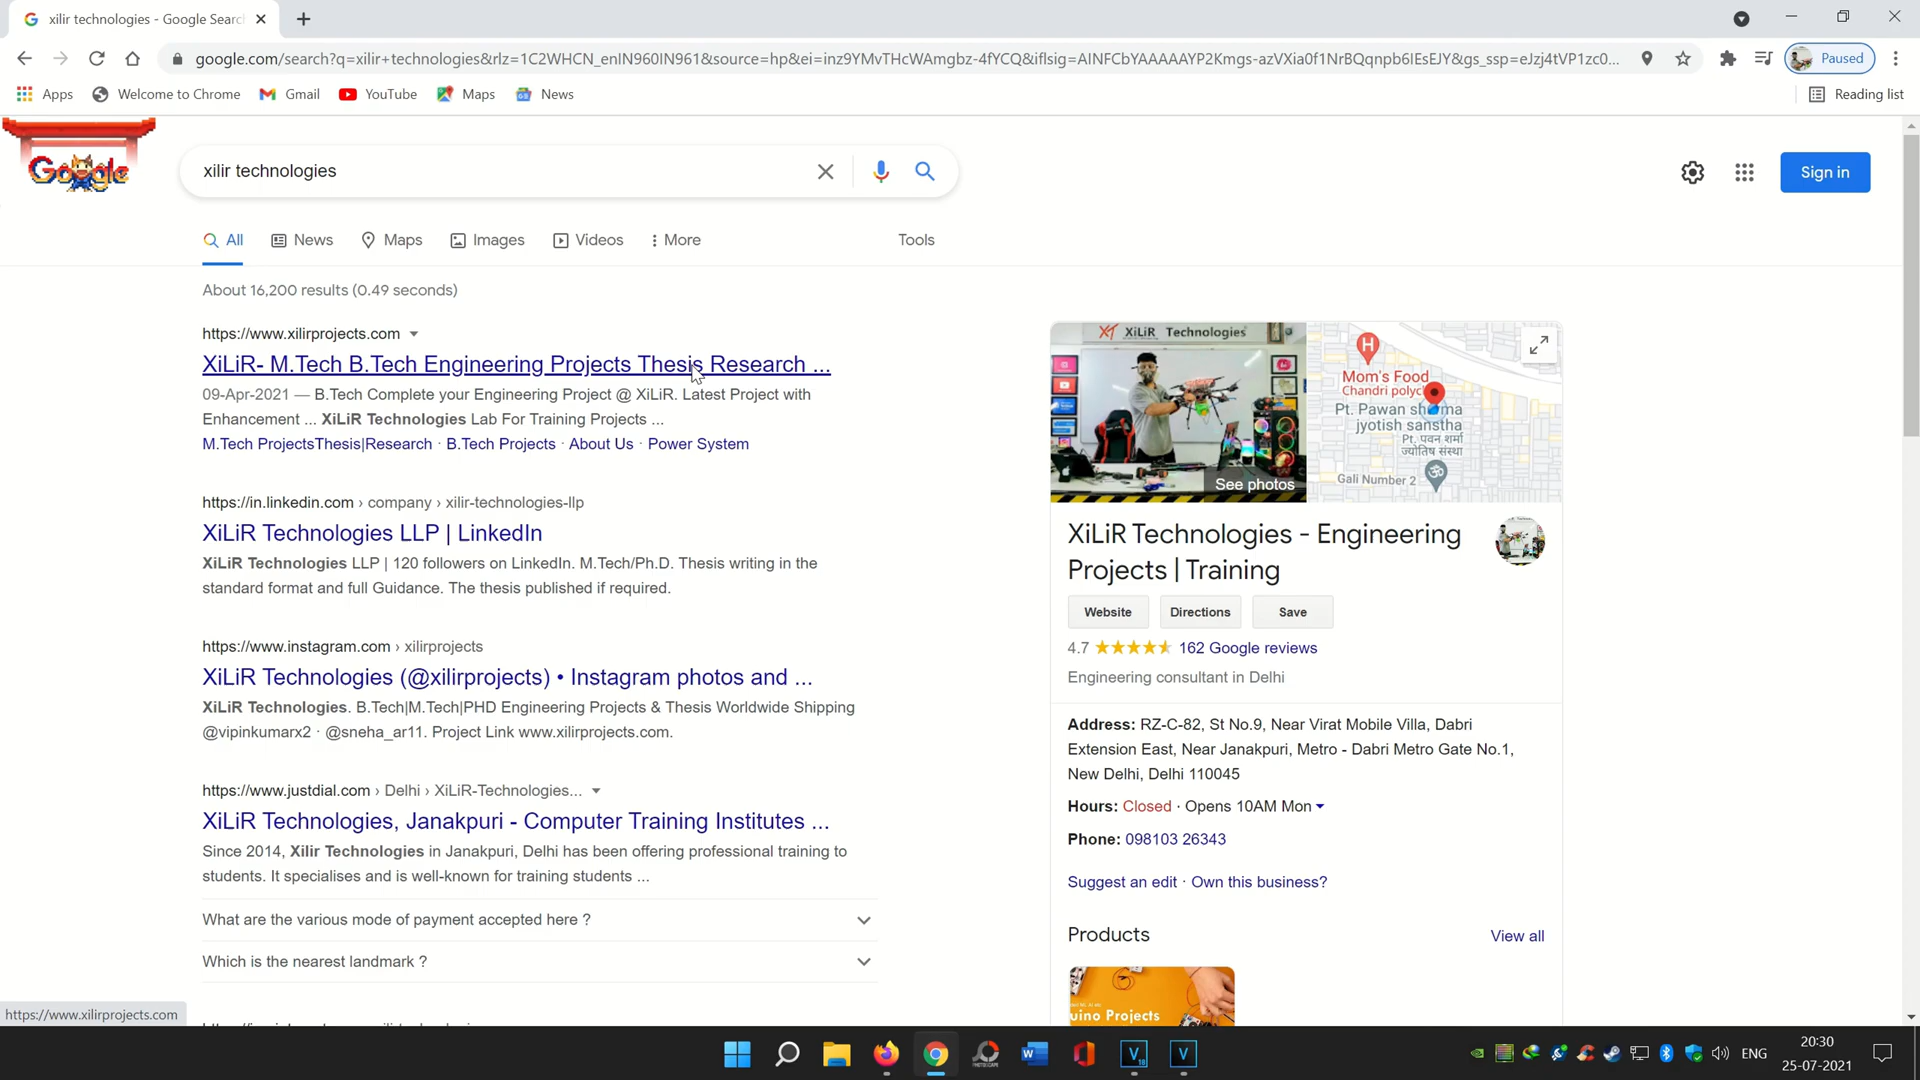 xilir technologies - Google Searc
google.com/search?q=xilir+technologies&rlz=1C2WHCN_enIN960IN961&source=hp&ei=inz9YMvTHcWAmgbz-4fYCQ&iflsig=AINFCbYAAAAAYP2Kmgs-azVXia0f1NrBQqnpb6IEsEJY&gs_ssp=eJzj4tVP1zc0...
Paused
Apps
Welcome to Chrome
Gmail
YouTube
Maps
News
Reading list
Google
xilir technologies
Sign in
All
News
Maps
Images
Videos
More
Tools
About 16,200 results (0.49 seconds)
https://www.xilirprojects.com
XiLiR- M.Tech B.Tech Engineering Projects Thesis Research ...
09-Apr-2021 — B.Tech Complete your Engineering Project @ XiLiR. Latest Project with
Enhancement ... XiLiR Technologies Lab For Training Projects ...
M.Tech ProjectsThesis|Research · B.Tech Projects · About Us · Power System
https://in.linkedin.com › company › xilir-technologies-llp
XiLiR Technologies LLP | LinkedIn
XiLiR Technologies LLP | 120 followers on LinkedIn. M.Tech/Ph.D. Thesis writing in the
standard format and full Guidance. The thesis published if required.
https://www.instagram.com › xilirprojects
XiLiR Technologies (@xilirprojects) • Instagram photos and ...
XiLiR Technologies. B.Tech|M.Tech|PHD Engineering Projects & Thesis Worldwide Shipping
@vipinkumarx2 · @sneha_ar11. Project Link www.xilirprojects.com.
https://www.justdial.com › Delhi › XiLiR-Technologies...
XiLiR Technologies, Janakpuri - Computer Training Institutes ...
Since 2014, Xilir Technologies in Janakpuri, Delhi has been offering professional training to
students. It specialises and is well-known for training students ...
What are the various mode of payment accepted here ?
Which is the nearest landmark ?
XT XiLiR Technologies
See photos
H
Mom's Food
Chandri polyc
Pt. Pawan sharma
jyotish sanstha
Pt. पवन शर्मा
ज्योतिष संस्था
Gali Number 2
XiLiR Technologies - Engineering
Projects | Training
Website
Directions
Save
4.7
162 Google reviews
Engineering consultant in Delhi
Address: RZ-C-82, St No.9, Near Virat Mobile Villa, Dabri
Extension East, Near Janakpuri, Metro - Dabri Metro Gate No.1,
New Delhi, Delhi 110045
Hours: Closed · Opens 10AM Mon
Phone: 098103 26343
Suggest an edit · Own this business?
Products
View all
uino Projects
https://www.xilirprojects.com
ENG
20:30
25-07-2021